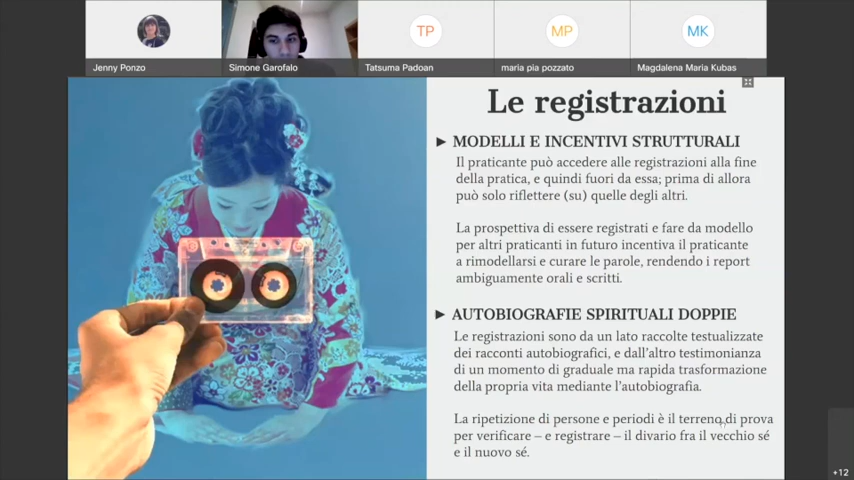 TP
MP
MK
Jenny Ponzo
Simone Garofalo
Tatsuma Padoan
maria pia pozzato
Magdalena Maria Kubas
Le registrazioni
► MODELLI E INCENTIVI STRUTTURALI
Il praticante può accedere alle registrazioni alla fine
della pratica, e quindi fuori da essa; prima di allora
può solo riflettere (su) quelle degli altri.
La prospettiva di essere registrati e fare da modello
per altri praticanti in futuro incentiva il praticante
a rimodellarsi e curare le parole, rendendo i report
ambiguamente orali e scritti.
► AUTOBIOGRAFIE SPIRITUALI DOPPIE
Le registrazioni sono da un lato raccolte testualizzate
dei racconti autobiografici, e dall’altro testimonianza
di un momento di graduale ma rapida trasformazione
della propria vita mediante l’autobiografia.
La ripetizione di persone e periodi è il terreno di prova
per verificare – e registrare – il divario fra il vecchio sé
e il nuovo sé.
+12